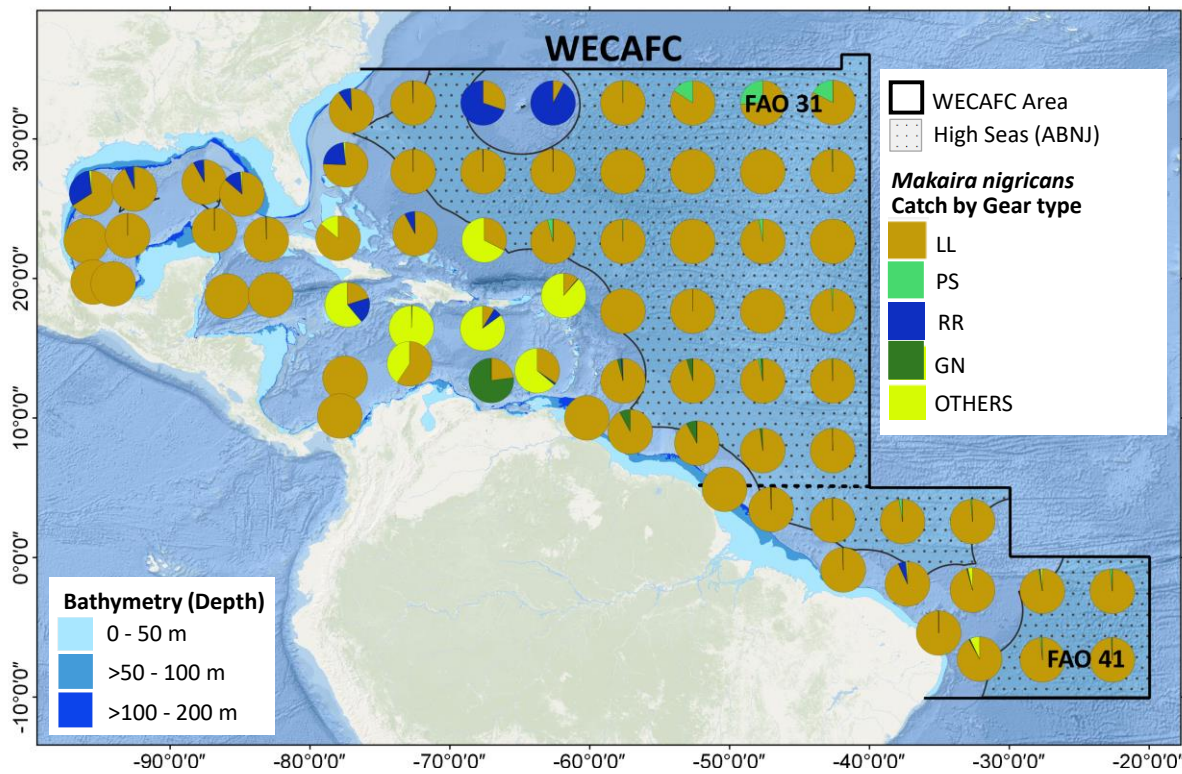 WECAFC
FAO 31
WECAFC Area
High Seas (ABNJ)
Makaira nigricans
Catch by Gear type
LL
PS
RR
GN
OTHERS
30°0'0"
20°0'0"
10°0'0"
0°0'0"
-10°0'0"
Bathymetry (Depth)
0 - 50 m
>50 - 100 m
>100 - 200 m
FAO 41
-90°0'0"
-80°0'0"
-70°0'0"
-60°0'0"
-50°0'0"
-40°0'0"
-30°0'0"
-20°0'0"